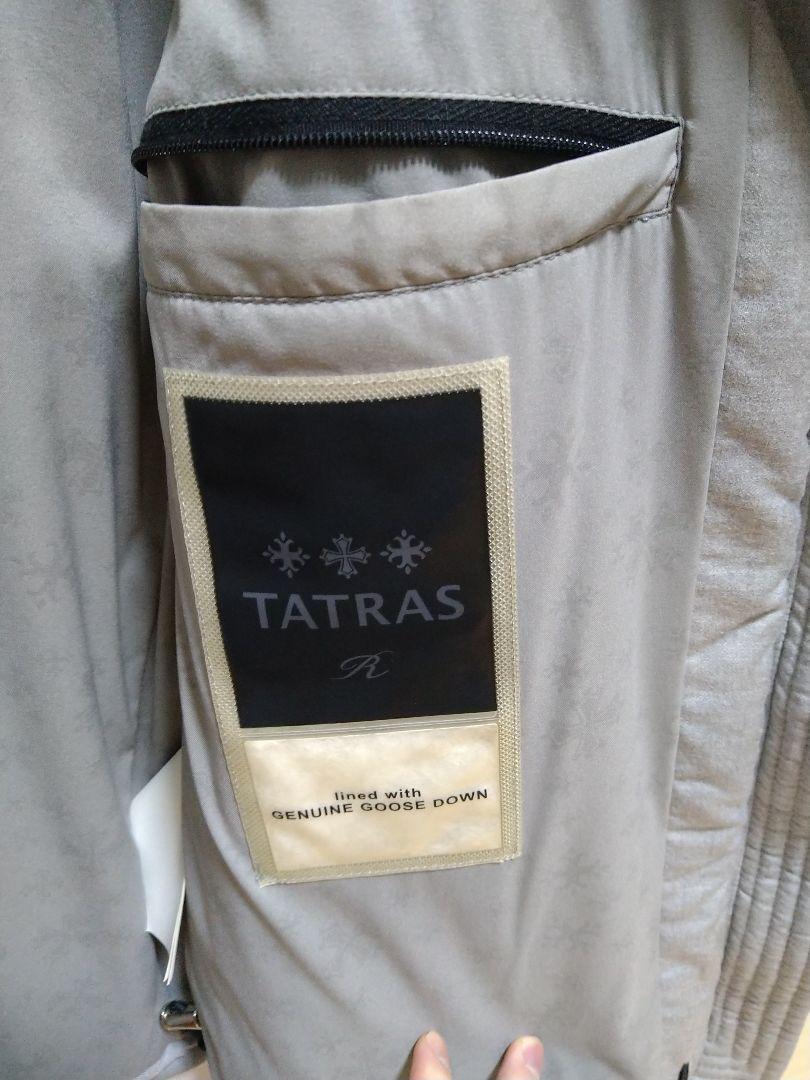 TATRAS
R
lined with
GENUINE GOOSE DOWN